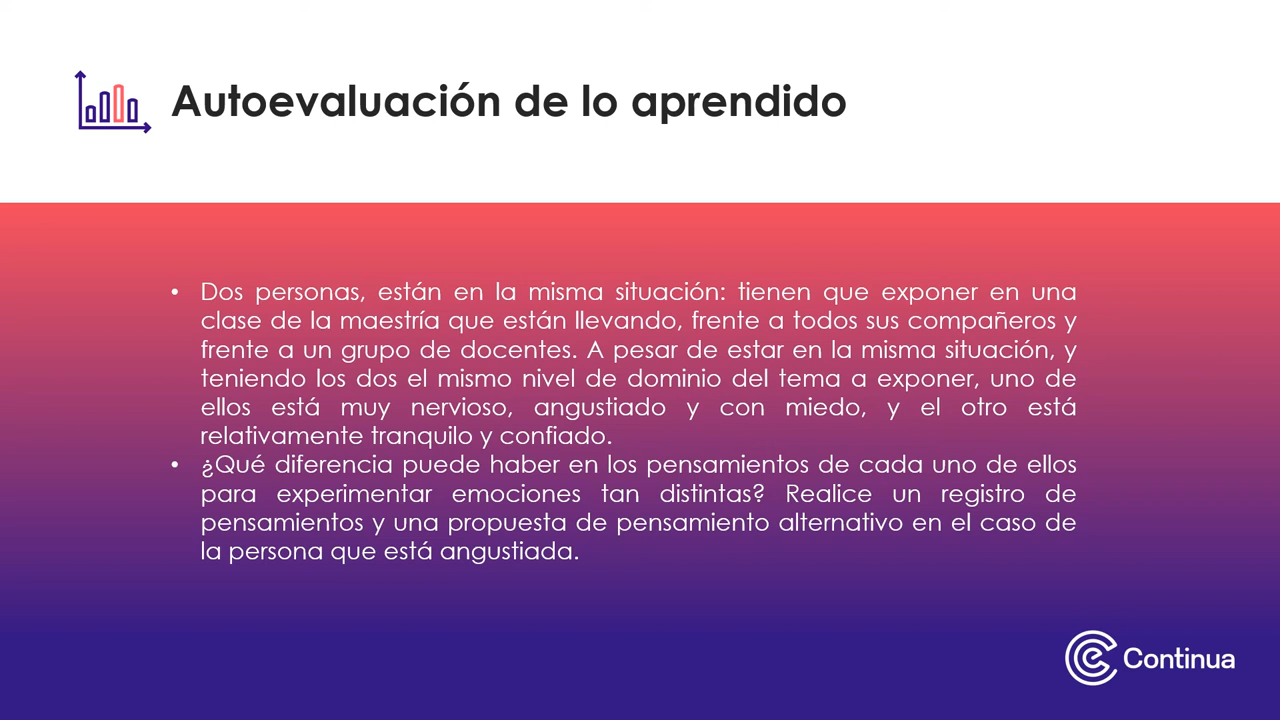 Autoevaluación de lo aprendido
• Dos personas, están en la misma situación: tienen que exponer en una
clase de la maestría que están llevando, frente a todos sus compañeros y
frente a un grupo de docentes. A pesar de estar en la misma situación, y
teniendo los dos el mismo nivel de dominio del tema a exponer, uno de
ellos está muy nervioso, angustiado y con miedo, y el otro está
relativamente tranquilo y confiado.
• ¿Qué diferencia puede haber en los pensamientos de cada uno de ellos
para experimentar emociones tan distintas? Realice un registro de
pensamientos y una propuesta de pensamiento alternativo en el caso de
la persona que está angustiada.
Continua